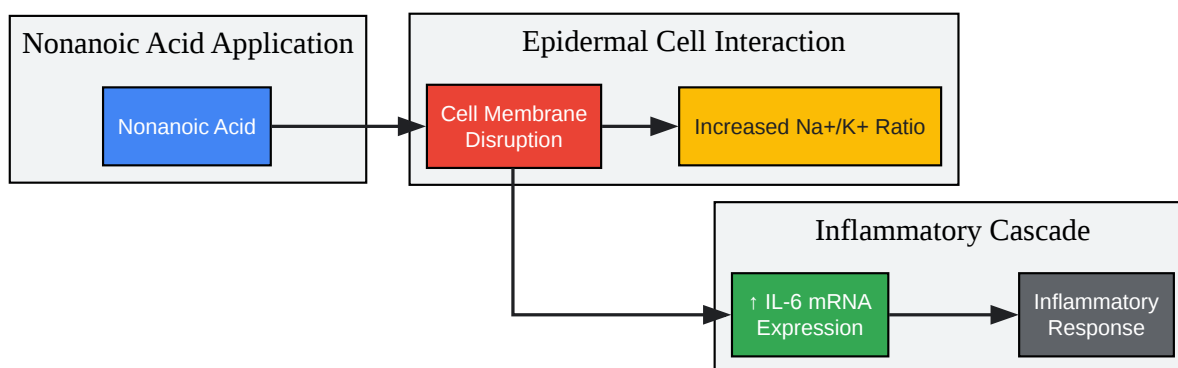 Nonanoic Acid Application
Nonanoic Acid
Epidermal Cell Interaction
Cell Membrane
Disruption
Increased Na+/K+ Ratio
Inflammatory Cascade
↑ IL-6 mRNA
Expression
Inflammatory
Response